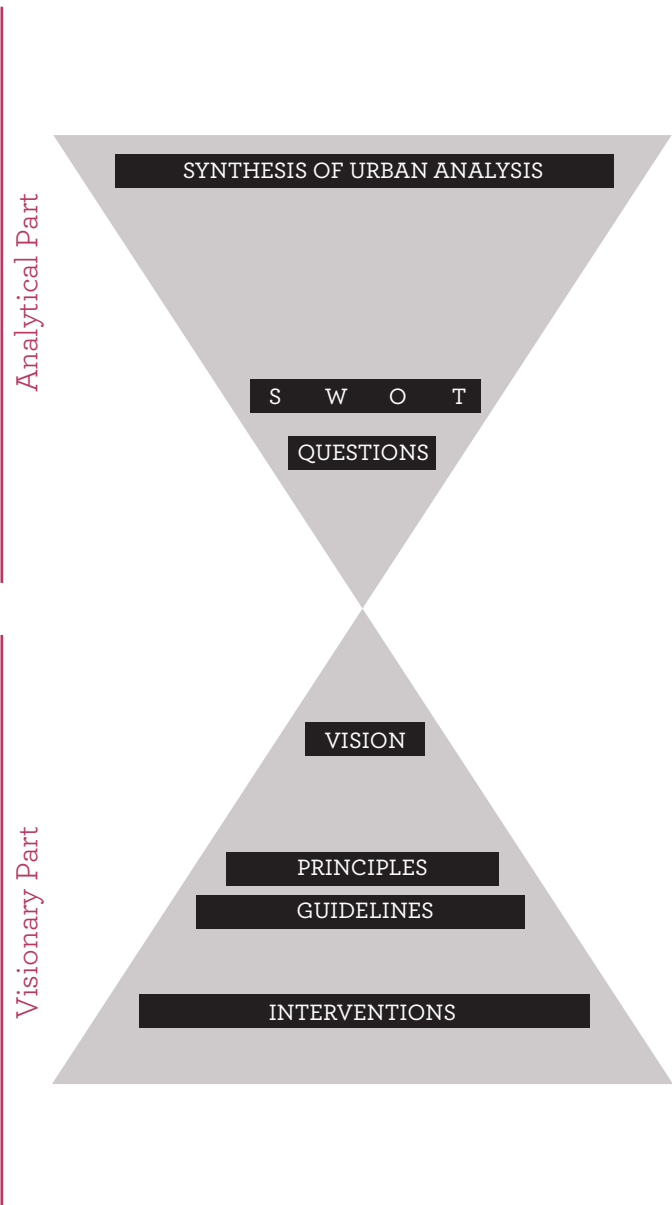 Analytical Part
SYNTHESIS OF URBAN ANALYSIS
S W O T
QUESTIONS
Visionary Part
VISION
PRINCIPLES
GUIDELINES
INTERVENTIONS